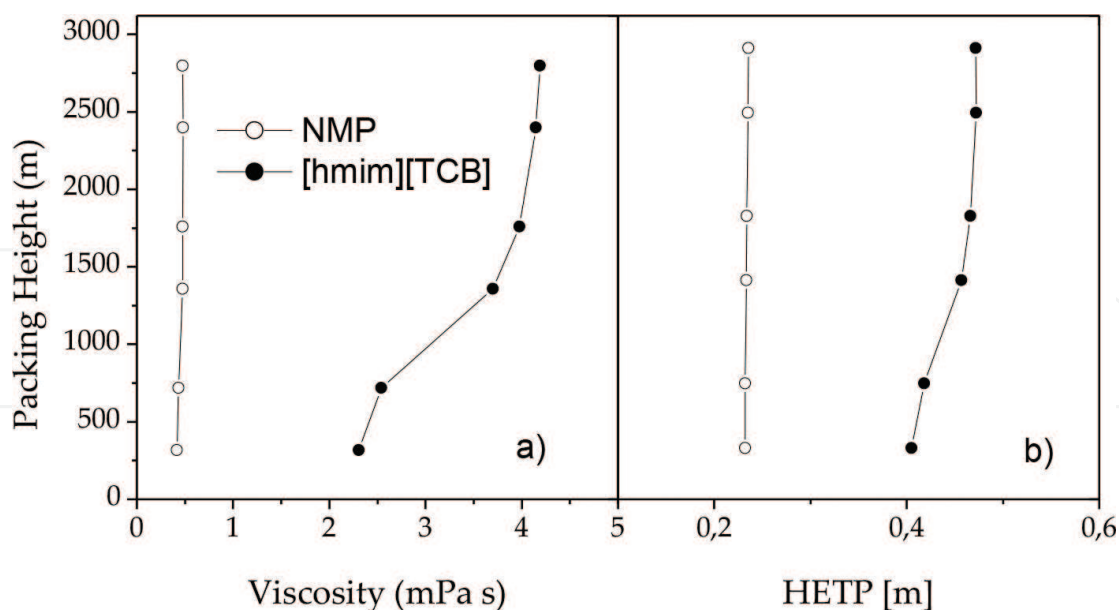 3000
2500
2000
1500
1000
500
0
Packing Height (m)
NMP
[hmim][TCB]
a)
b)
0 1 2 3 4 5 0,2 0,4 0,6
Viscosity (mPa s) HETP [m]